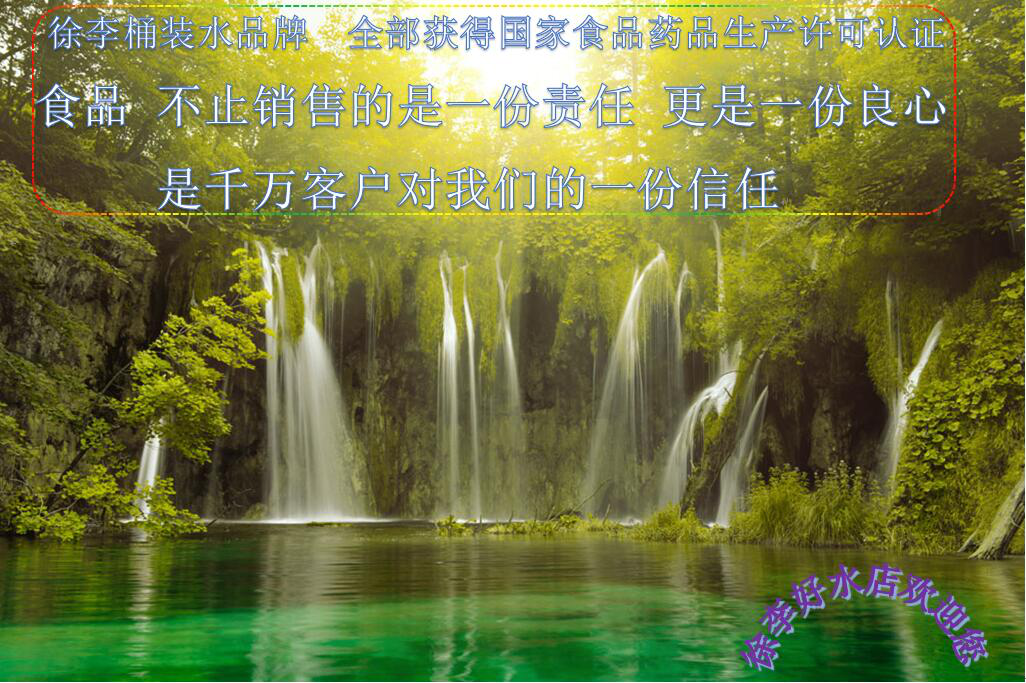 徐李桶装水品牌  全部获得国家食品药品生产许可认证
食品 不止销售的是一份责任 更是一份良心
是千万客户对我们的一份信任
徐李好水店欢迎您